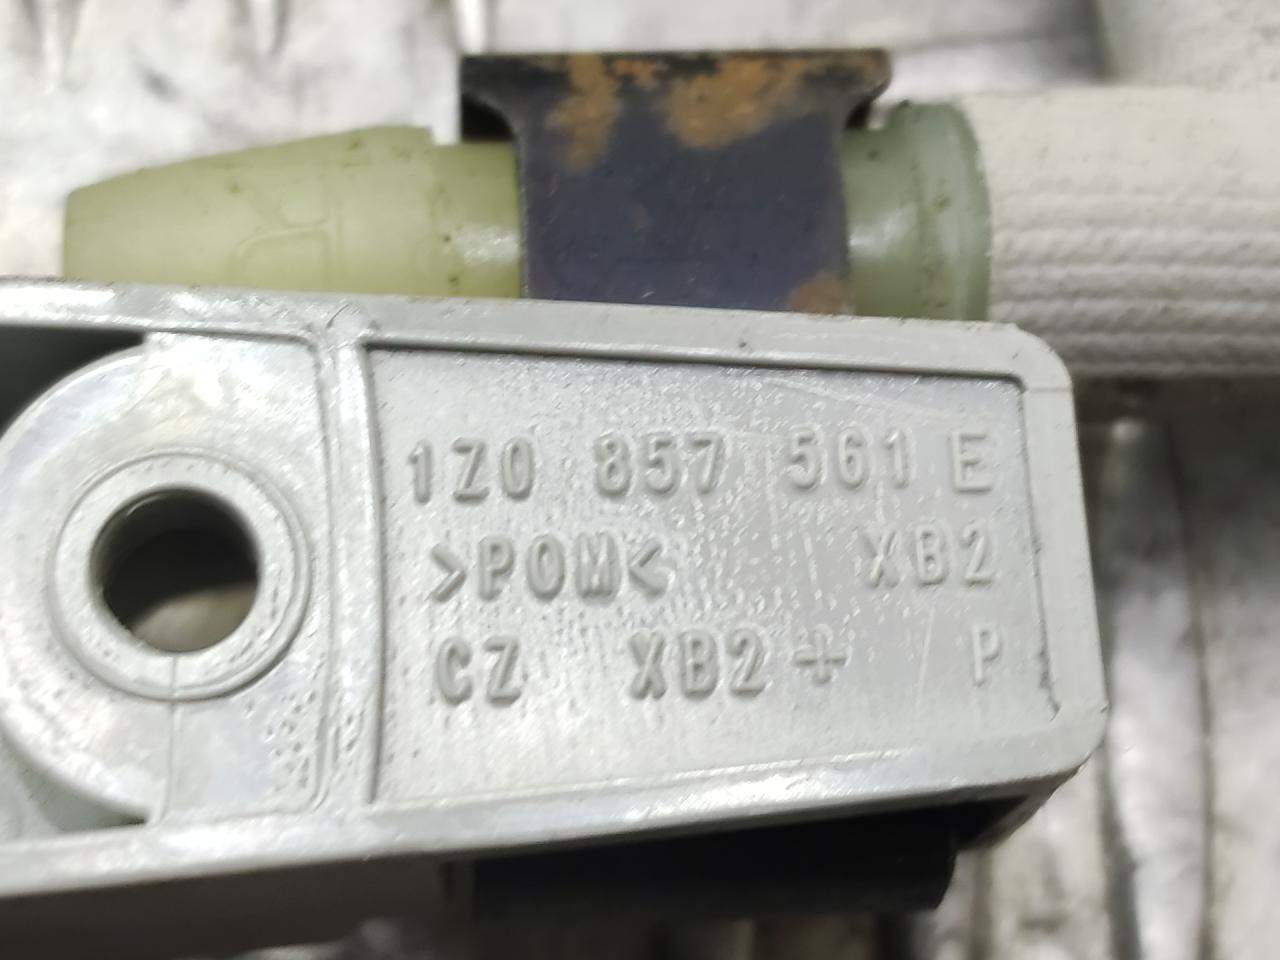 1Z0 857 561 E
>POM< XB2
CZ XB2+ P